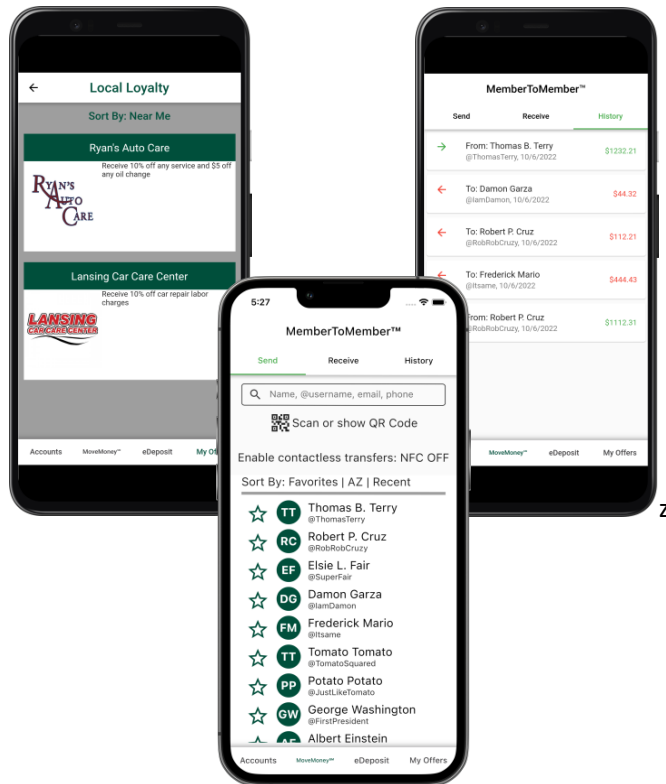 Local Loyalty
Sort By: Near Me
Ryan's Auto Care
Receive 10% off any service and $5 off
any oil change
RYAN'S
AUTO
CARE
Lansing Car Care Center
Receive 10% off car repair labor
charges
LANSING
CAR CARE CENTER
Accounts MoveMoney™ eDeposit My Of
MemberToMember™
Send Receive History
From: Thomas B. Terry
$1232.21
@ThomasTerry, 10/6/2022
To: Damon Garza
$44.32
@IamDamon, 10/6/2022
To: Robert P. Cruz
$112.21
@RobRobCruzy, 10/6/2022
To: Frederick Mario
$444.43
@Itsame, 10/6/2022
From: Robert P. Cruz
$1112.31
@RobRobCruzy, 10/6/2022
MoveMoney™ eDeposit My Offers
Z
5:27
MemberToMember™
Send Receive History
Name, @username, email, phone
Scan or show QR Code
Enable contactless transfers: NFC OFF
Sort By: Favorites | AZ | Recent
TT Thomas B. Terry
@ThomasTerry
RC Robert P. Cruz
@RobRobCruzy
EF Elsie L. Fair
@SuperFair
DG Damon Garza
@IamDamon
FM Frederick Mario
@Itsame
TT Tomato Tomato
@TomatoSquared
PP Potato Potato
@JustLikeTomato
GW George Washington
@FirstPresident
AE Albert Einstein
Accounts MoveMoney™ eDeposit My Offers